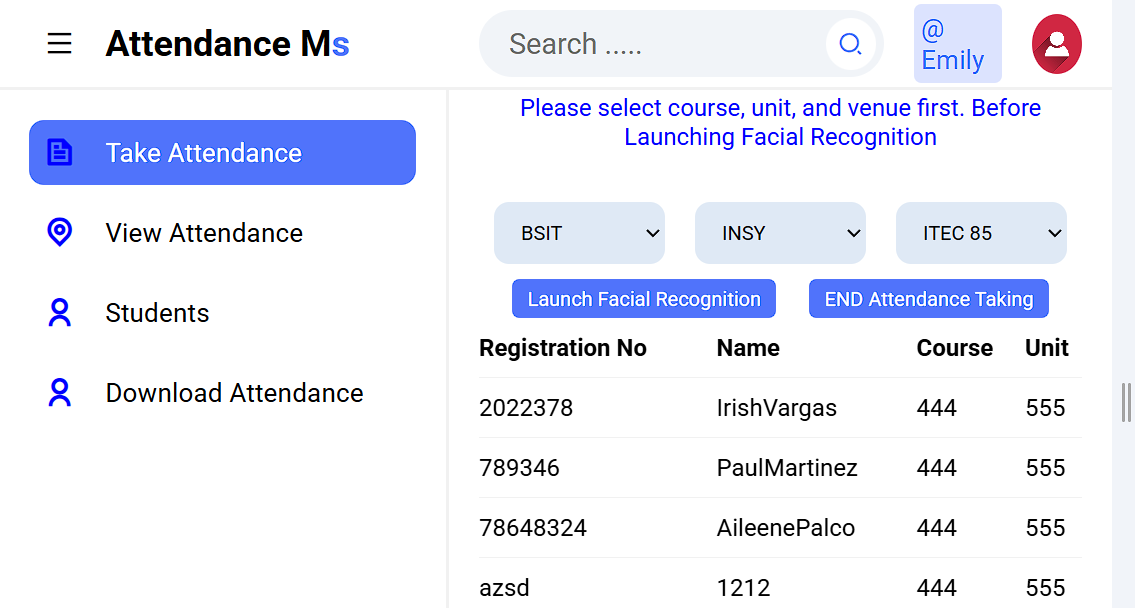 Attendance Ms
Search .....
@
Emily
Take Attendance
View Attendance
Students
Download Attendance
Please select course, unit, and venue first. Before
Launching Facial Recognition
BSIT INSY ITEC 85
Launch Facial Recognition END Attendance Taking
Registration No Name Course Unit
2022378 IrishVargas 444 555
789346 PaulMartinez 444 555
78648324 AileenePalco 444 555
azsd 1212 444 555